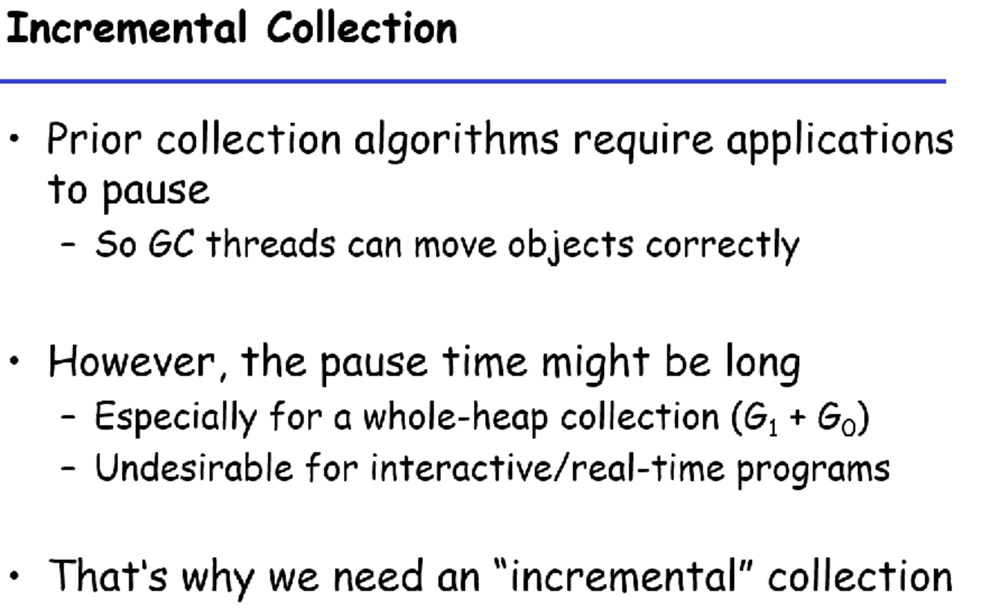 Incremental Collection
• Prior collection algorithms require applications
to pause
– So GC threads can move objects correctly
• However, the pause time might be long
– Especially for a whole-heap collection (G₁ + G₀)
– Undesirable for interactive/real-time programs
• That's why we need an “incremental” collection